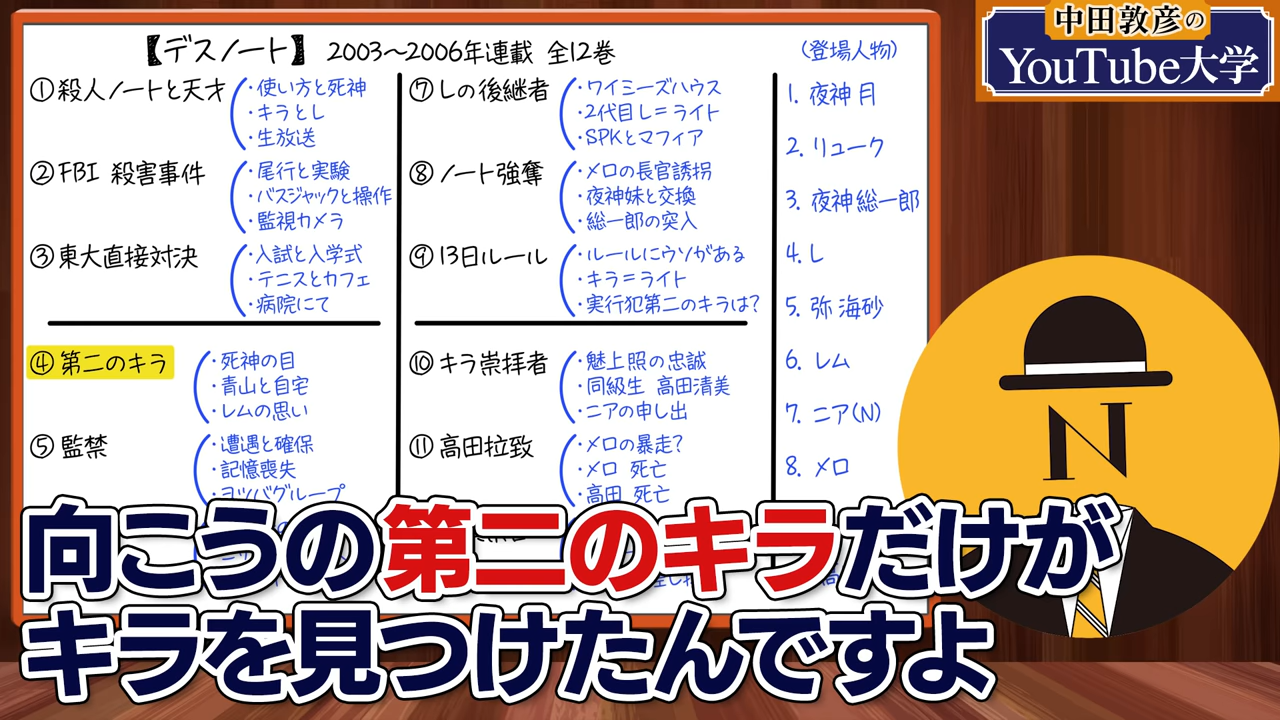 中田敦彦の
YouTube大学
【デスノート】 2003〜2006年連載 全12巻
(登場人物)
①殺人ノートと天才
・使い方と死神
・キラとL
・生放送
②FBI 殺害事件
・尾行と実験
・バスジャックと操作
・監視カメラ
③東大直接対決
・入試と入学式
・テニスとカフェ
・病院にて
④第二のキラ
・死神の目
・青山と自宅
・レムの思い
⑤監禁
・遭遇と確保
・記憶喪失
・ヨツバグループ
⑦Lの後継者
・ワイミーズハウス
・2代目L=ライト
・SPKとマフィア
⑧ノート強奪
・メロの長官誘拐
・夜神妹と交換
・総一郎の突入
⑨13日ルール
・ルールにウソがある
・キラ=ライト
・実行犯第二のキラは?
⑩キラ崇拝者
・魅上照の忠誠
・同級生 高田清美
・ニアの申し出
⑪高田拉致
・メロの暴走?
・メロ 死亡
・高田 死亡
1. 夜神月
2. リューク
3. 夜神総一郎
4. L
5. 弥海砂
6. レム
7. ニア(N)
8. メロ
N
向こうの第二のキラだけが
キラを見つけたんですよ